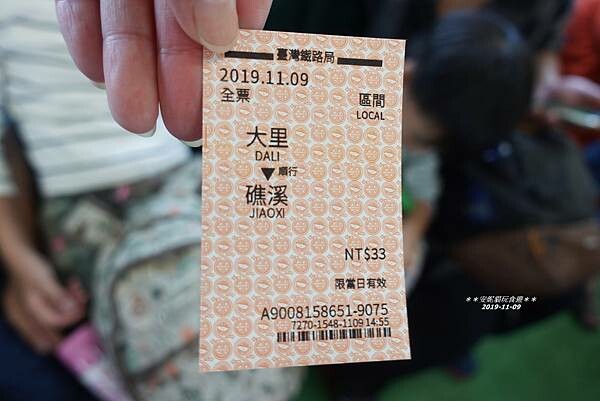 臺灣鐵路局
2019.11.09
全票
區間
LOCAL
大里
DALI
▼ 順行
礁溪
JIAOXI
NT$33
限當日有效
A9008158651-9075
7270-1548-1109 14:55
**安妮貓玩食趣**
2019-11-09